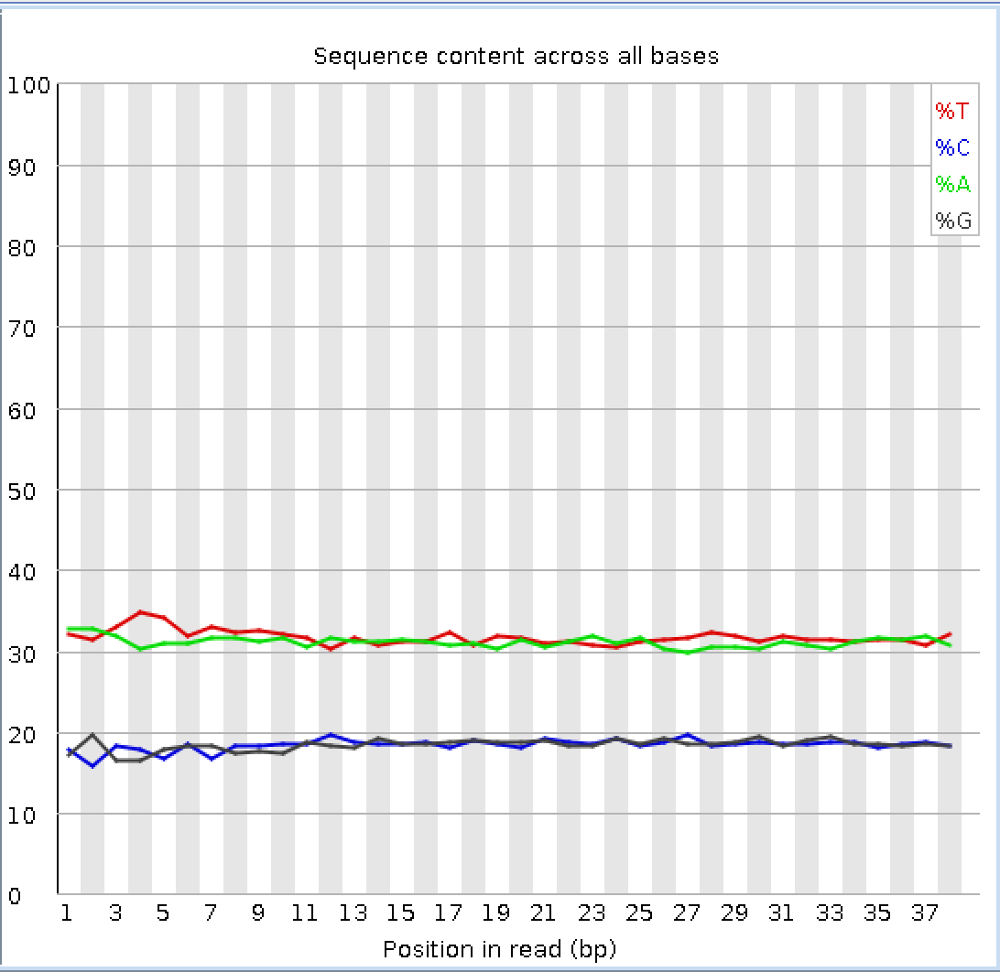 Sequence content across all bases
100
90
80
70
60
50
40
30
20
10
0
%T
%C
%A
%G
1 3 5 7 9 11 13 15 17 19 21 23 25 27 29 31 33 35 37
Position in read (bp)